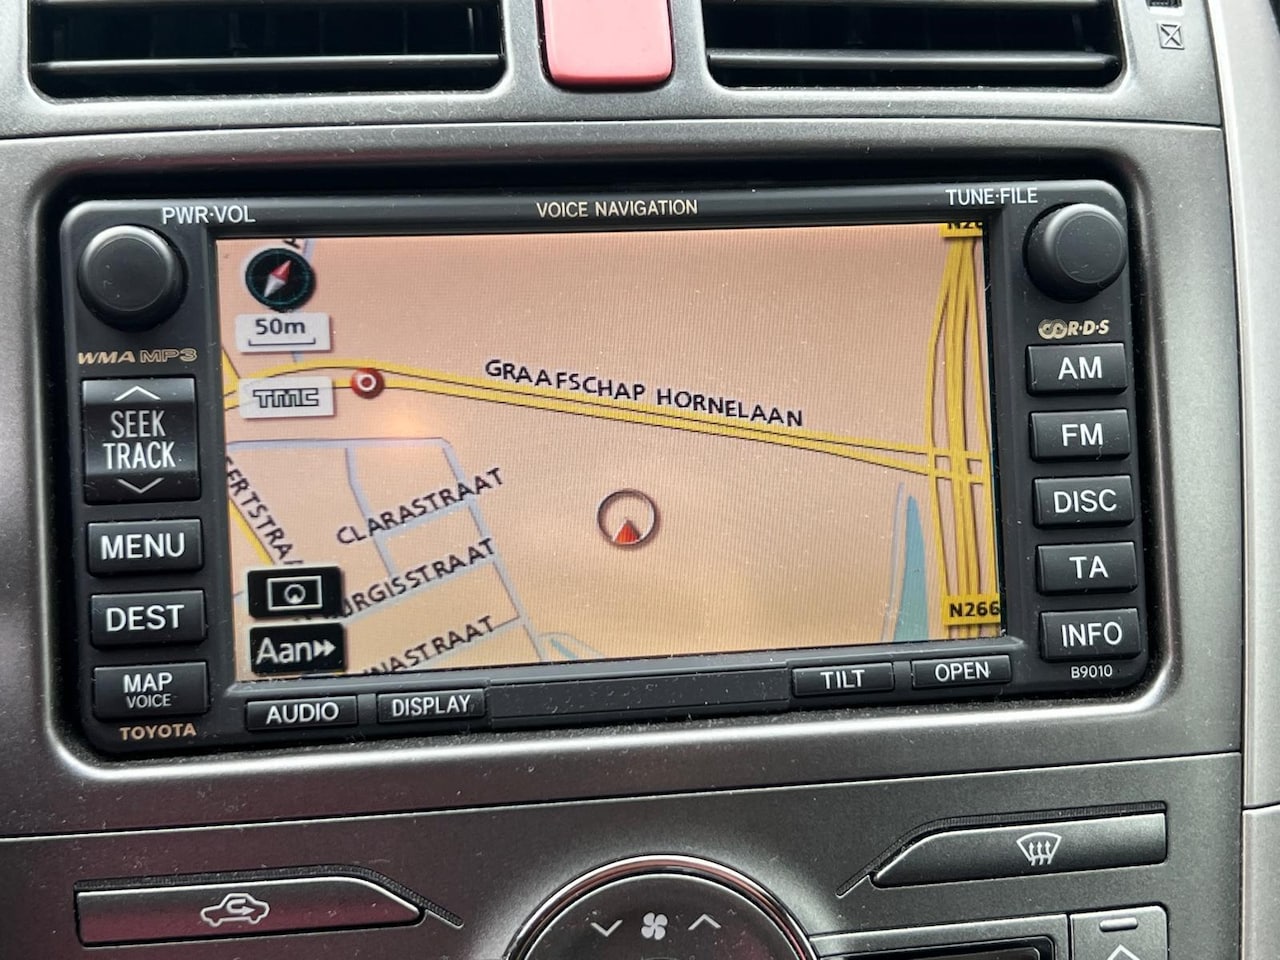 PWR·VOL
VOICE NAVIGATION
TUNE·FILE
50m
WMA MP3
R·D·S
TMC
GRAAFSCHAP HORNELAAN
AM
SEEK
TRACK
FM
CLARASTRAAT
DISC
MENU
TA
DEST
N266
INFO
Aan
MAP
VOICE
TILT
OPEN
B9010
AUDIO
DISPLAY
TOYOTA